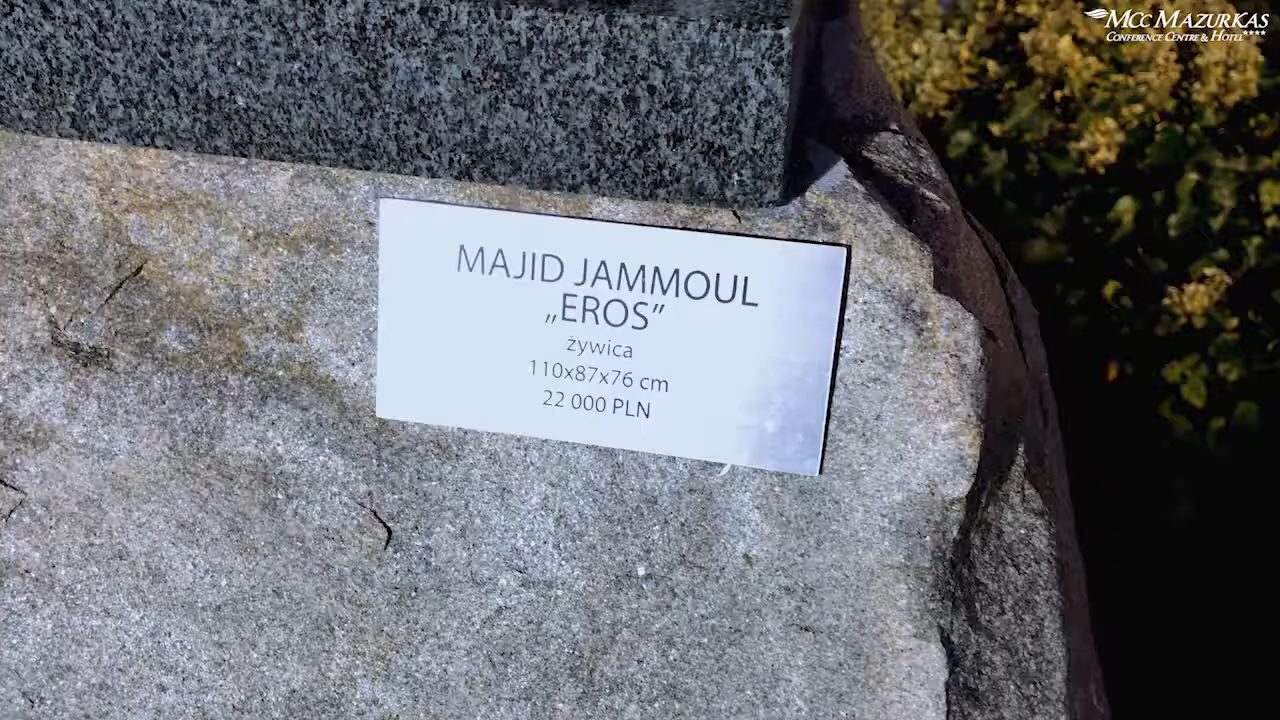 MCC MAZURKAS
CONFERENCE CENTRE & HOTEL****
MAJID JAMMOUL
„EROS”
żywica
110x87x76 cm
22 000 PLN